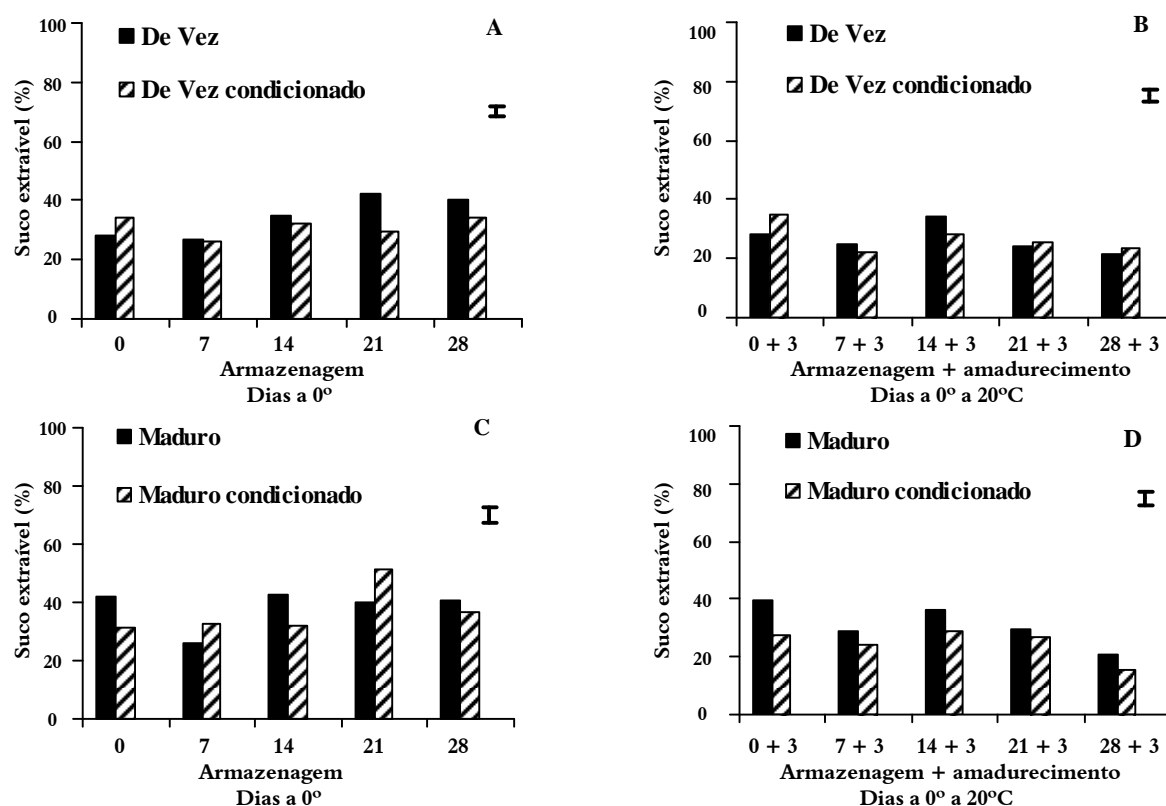 A
De Vez
De Vez condicionado
Suco extraível (%)
100
80
60
40
20
0
0 7 14 21 28
Armazenagem
Dias a 0º
B
De Vez
De Vez condicionado
Suco extraível (%)
100
80
60
40
20
0
0 + 3 7 + 3 14 + 3 21 + 3 28 + 3
Armazenagem + amadurecimento
Dias a 0º a 20ºC
C
Maduro
Maduro condicionado
Suco extraível (%)
100
80
60
40
20
0
0 7 14 21 28
Armazenagem
Dias a 0º
D
Maduro
Maduro condicionado
Suco extraível (%)
100
80
60
40
20
0
0 + 3 7 + 3 14 + 3 21 + 3 28 + 3
Armazenagem + amadurecimento
Dias a 0º a 20ºC